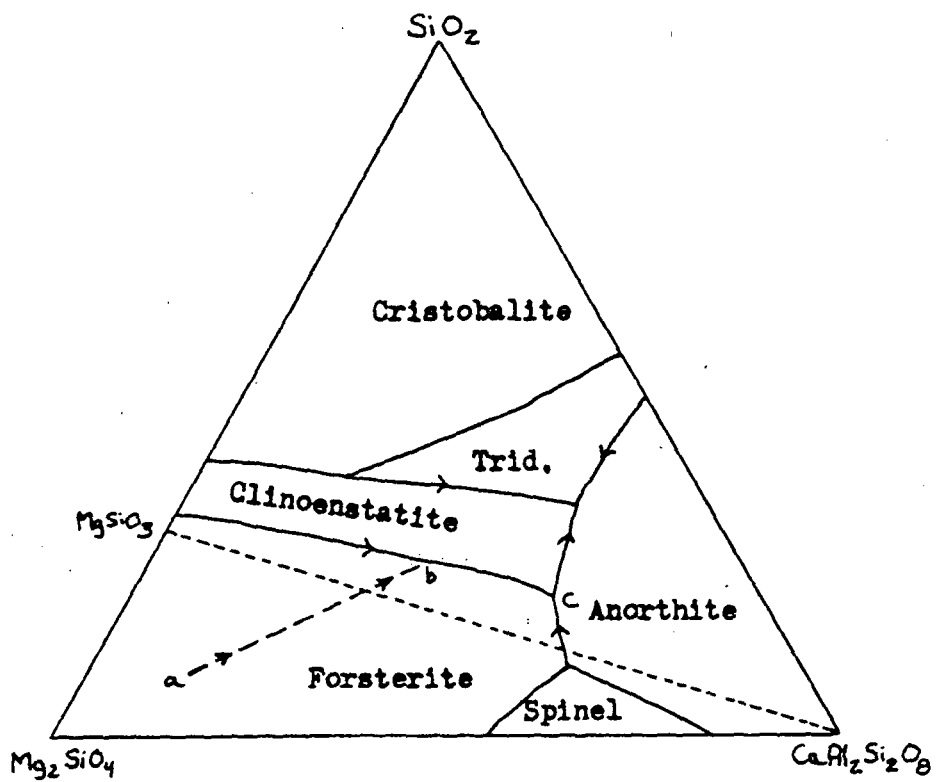 SiO₂
Cristobalite
Trid.
Clinoenstatite
MgSiO₃
b
c
Anorthite
a
Forsterite
Spinel
Mg₂SiO₄
CaAl₂Si₂O₈